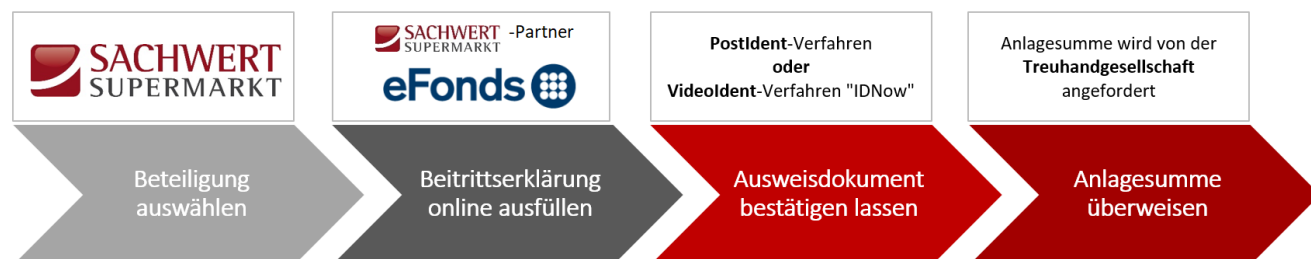 SACHWERT
SUPERMARKT
SACHWERT
SUPERMARKT -Partner
eFonds
PostIdent-Verfahren
oder
VideoIdent-Verfahren "IDNow"
Anlagesumme wird von der
Treuhandgesellschaft
angefordert
Beteiligung
auswählen
Beitrittserklärung
online ausfüllen
Ausweisdokument
bestätigen lassen
Anlagesumme
überweisen